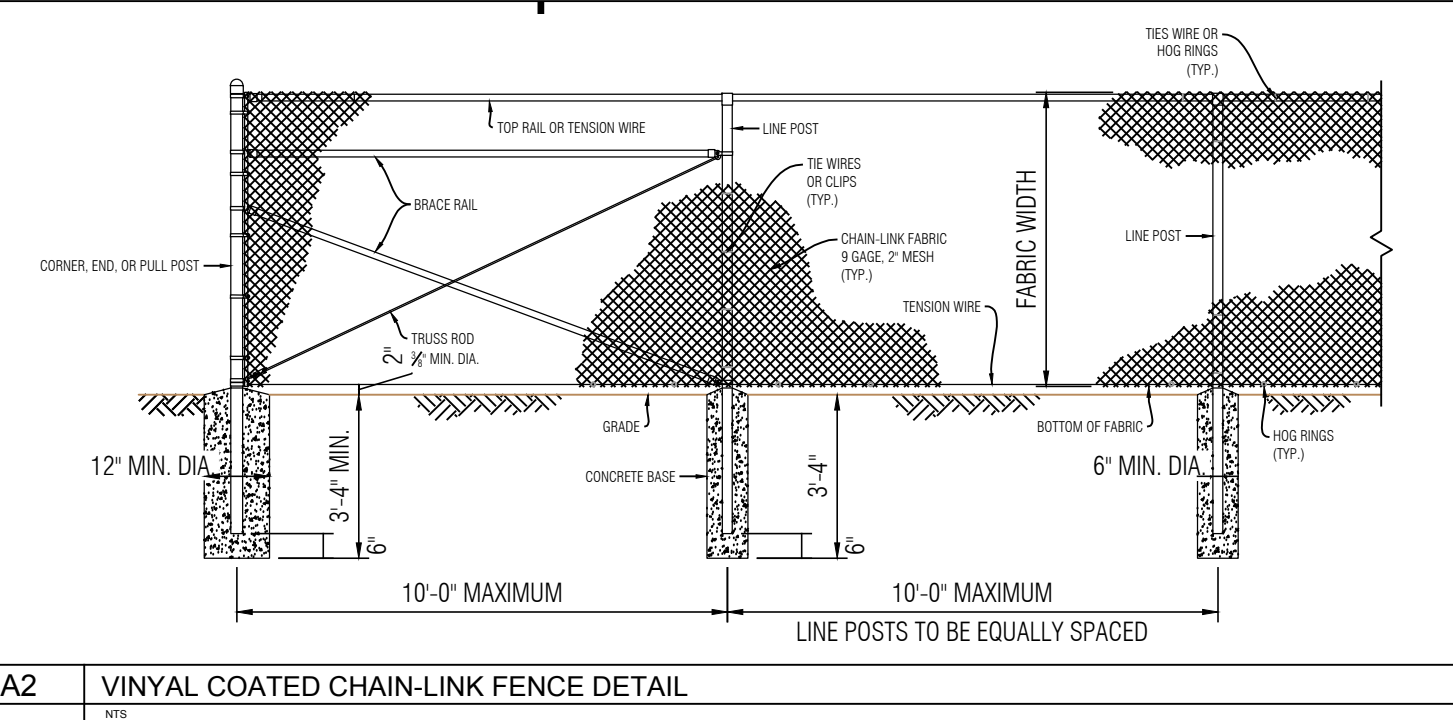 TIES WIRE OR
HOG RINGS
(TYP.)
TOP RAIL OR TENSION WIRE
LINE POST
TIE WIRES
OR CLIPS
(TYP.)
BRACE RAIL
FABRIC WIDTH
CHAIN-LINK FABRIC
9 GAGE, 2" MESH
(TYP.)
LINE POST
CORNER, END, OR PULL POST
TENSION WIRE
TRUSS ROD
⅜" MIN. DIA.
2"
GRADE
BOTTOM OF FABRIC
HOG RINGS
(TYP.)
12" MIN. DIA.
3'-4" MIN.
CONCRETE BASE
3'-4"
6" MIN. DIA.
6"
6"
10'-0" MAXIMUM
10'-0" MAXIMUM
LINE POSTS TO BE EQUALLY SPACED
A2
VINYAL COATED CHAIN-LINK FENCE DETAIL
NTS